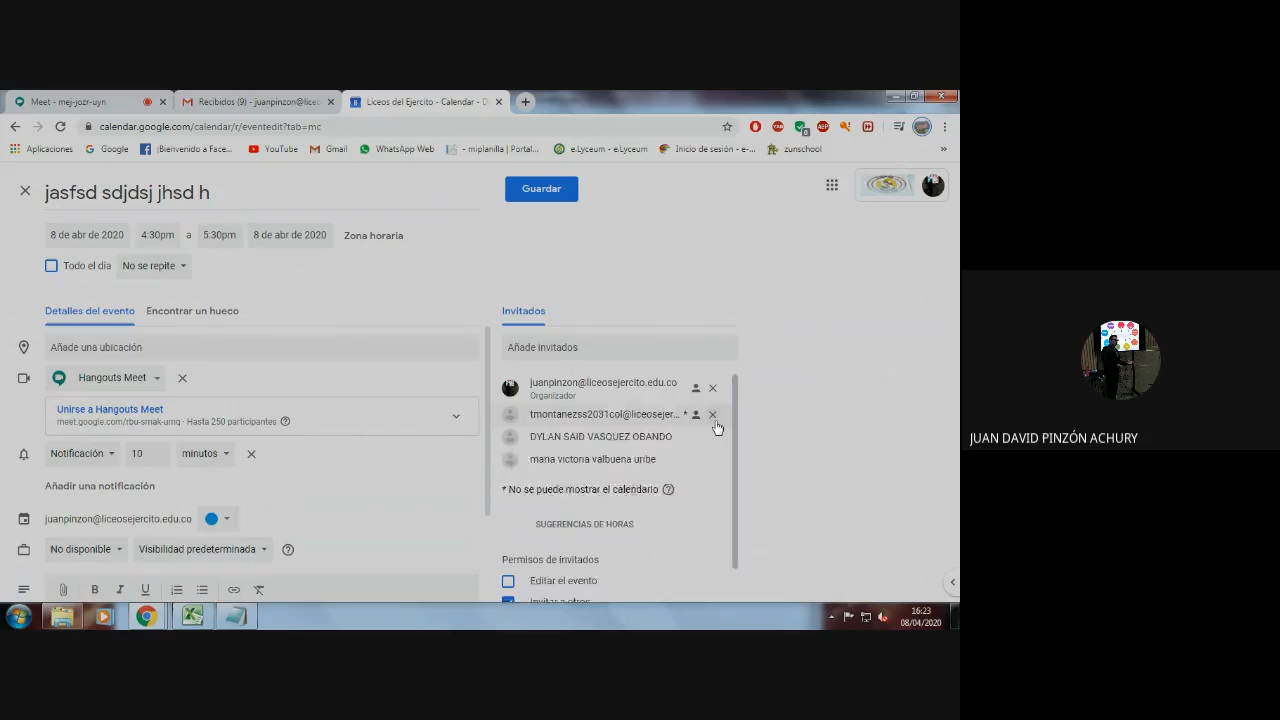 Meet - mej-jozr-uyn
Recibidos (9) - juanpinzon@lice
Liceos del Ejercito - Calendar - D
calendar.google.com/calendar/r/eventedit?tab=mc
Aplicaciones
Google
¡Bienvenido a Face...
YouTube
Gmail
WhatsApp Web
- miplanilla | Portal...
e.Lyceum - e.Lyceum
Inicio de sesión - e-...
zunschool
»
jasfsd sdjdsj jhsd h
Guardar
8 de abr de 2020
4:30pm
a
5:30pm
8 de abr de 2020
Zona horaria
Todo el día
No se repite
Detalles del evento
Encontrar un hueco
Invitados
Añade una ubicación
Añade invitados
Hangouts Meet
juanpinzon@liceosejercito.edu.co
Organizador
Unirse a Hangouts Meet
meet.google.com/rbu-smak-umq - Hasta 250 participantes
tmontanezss2031col@liceosejer... *
DYLAN SAID VASQUEZ OBANDO
Notificación
10
minutos
maria victoria valbuena uribe
Añadir una notificación
* No se puede mostrar el calendario
juanpinzon@liceosejercito.edu.co
SUGERENCIAS DE HORAS
No disponible
Visibilidad predeterminada
Permisos de invitados
Editar el evento
B I U
Invitar a otros
16:23
08/04/2020
JUAN DAVID PINZÓN ACHURY